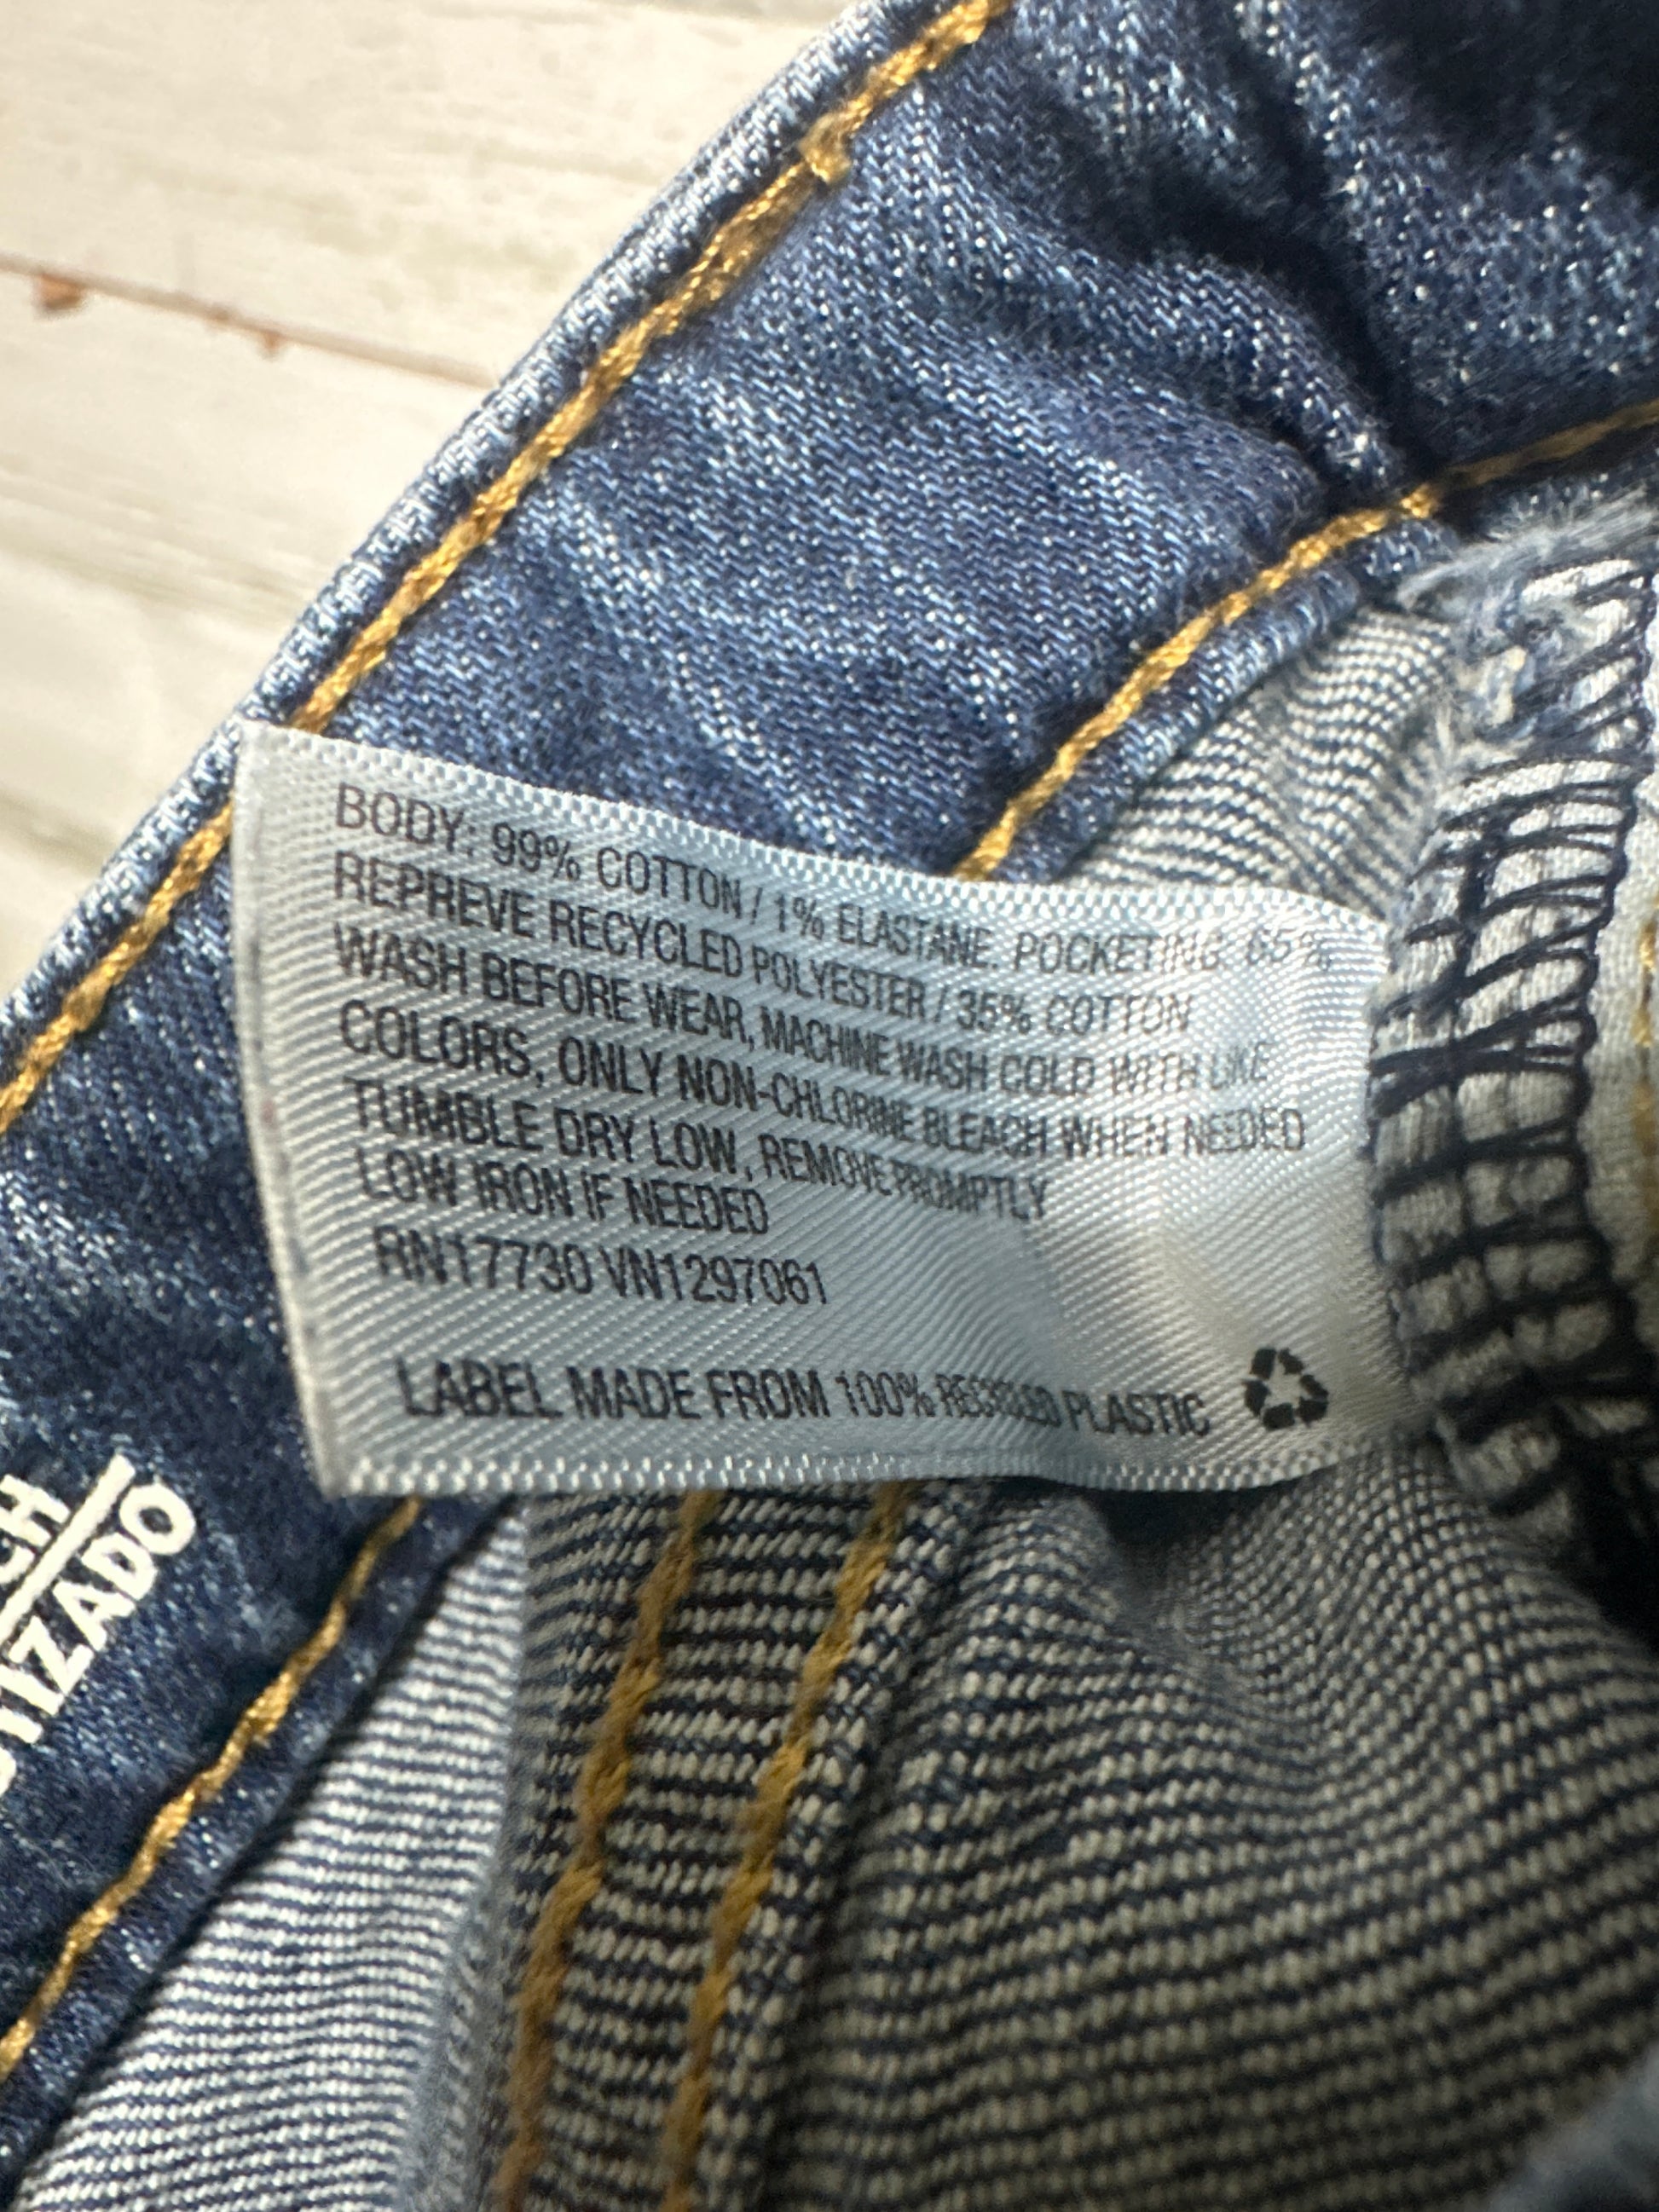 BODY: 99% COTTON / 1% ELASTANE. POCKETING: 65%
REPREVE RECYCLED POLYESTER / 35% COTTON
WASH BEFORE WEAR, MACHINE WASH COLD WITH LIKE
COLORS, ONLY NON-CHLORINE BLEACH WHEN NEEDED
TUMBLE DRY LOW, REMOVE PROMPTLY
LOW IRON IF NEEDED
RN17730 VN1297061
LABEL MADE FROM 100% RECYCLED PLASTIC
CH
TIZADO